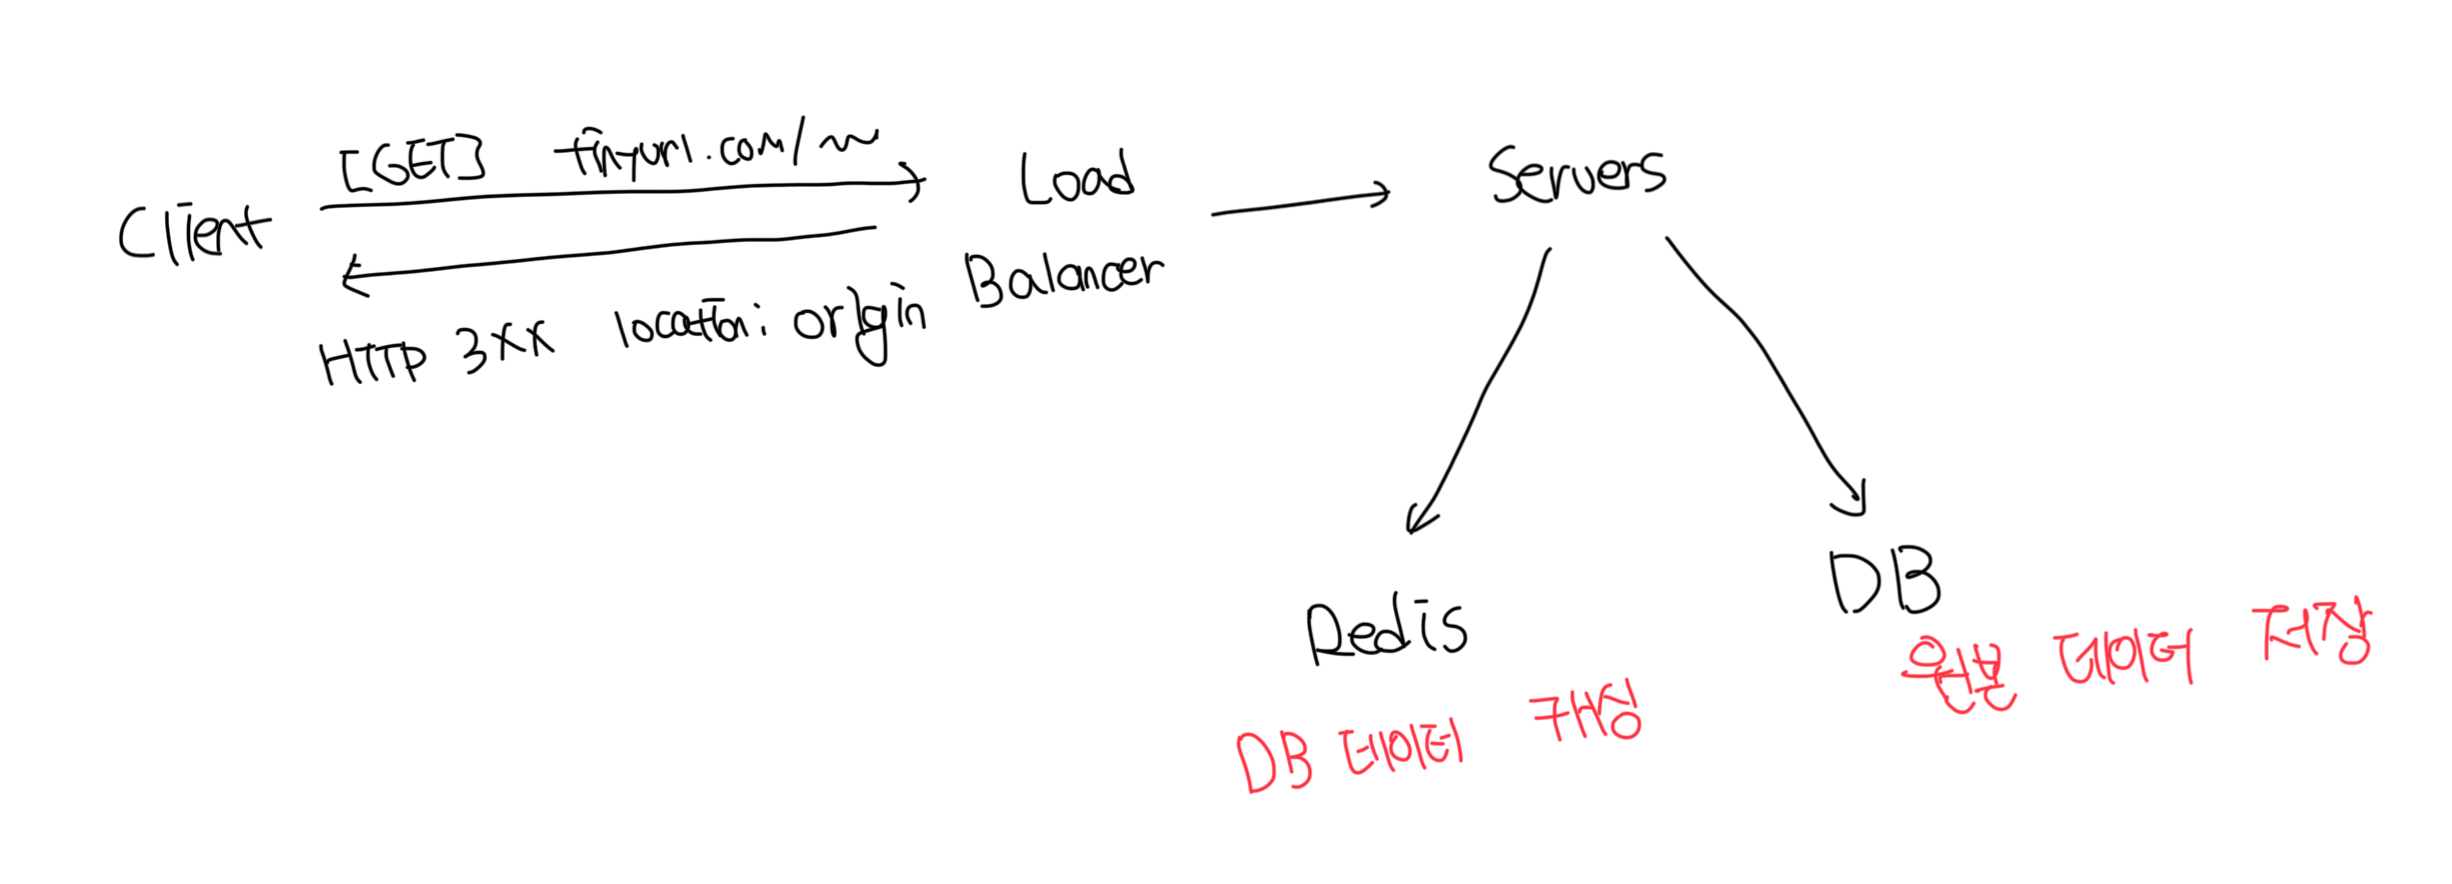 [GET] tinyurl.com/~
Client
HTTP 3XX location: origin
Load
Balancer
Servers
Redis
DB 데이터 캐싱
DB
원본 데이터 저장